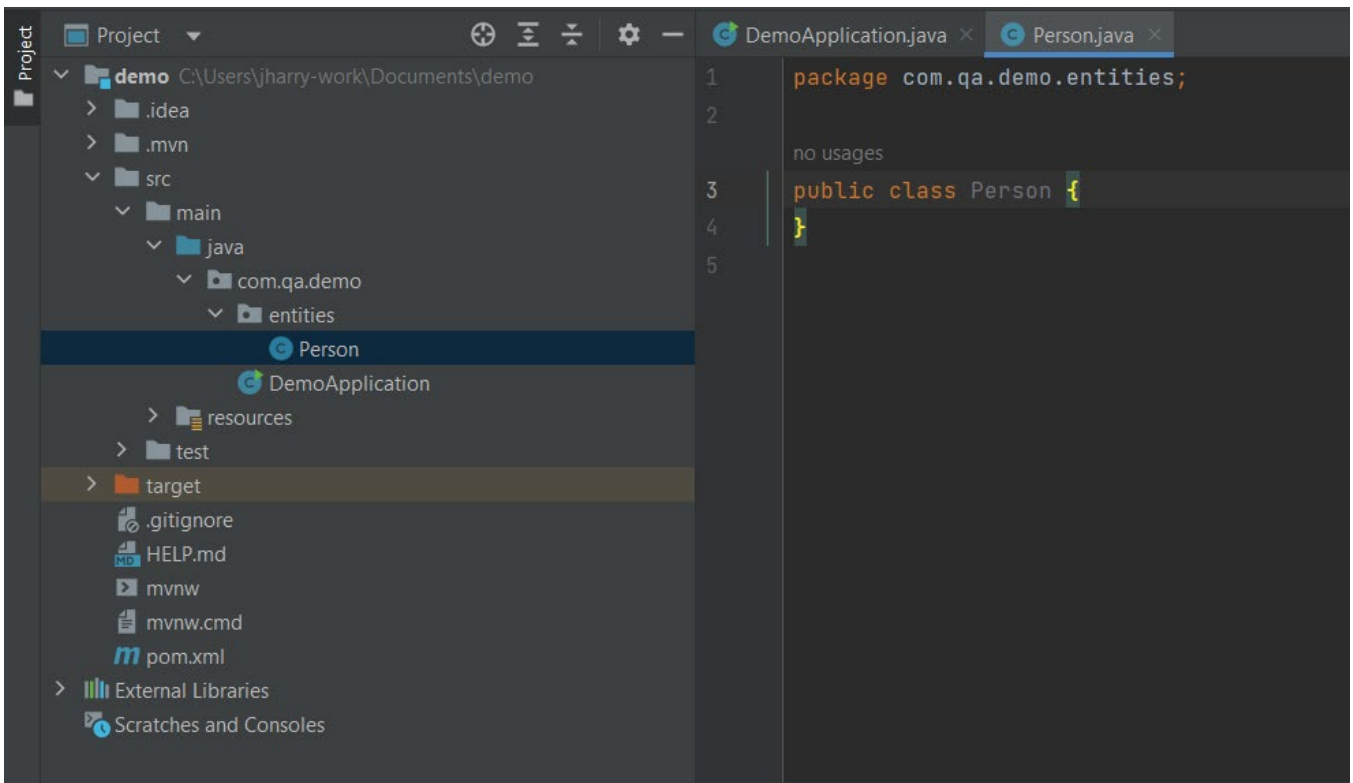 Project
Project
demo C:\Users\jharry-work\Documents\demo
.idea
.mvn
src
main
java
com.qa.demo
entities
Person
DemoApplication
resources
test
target
.gitignore
HELP.md
mvnw
mvnw.cmd
pom.xml
External Libraries
Scratches and Consoles
DemoApplication.java
Person.java
1 package com.qa.demo.entities;
2
no usages
3 public class Person {
4 }
5